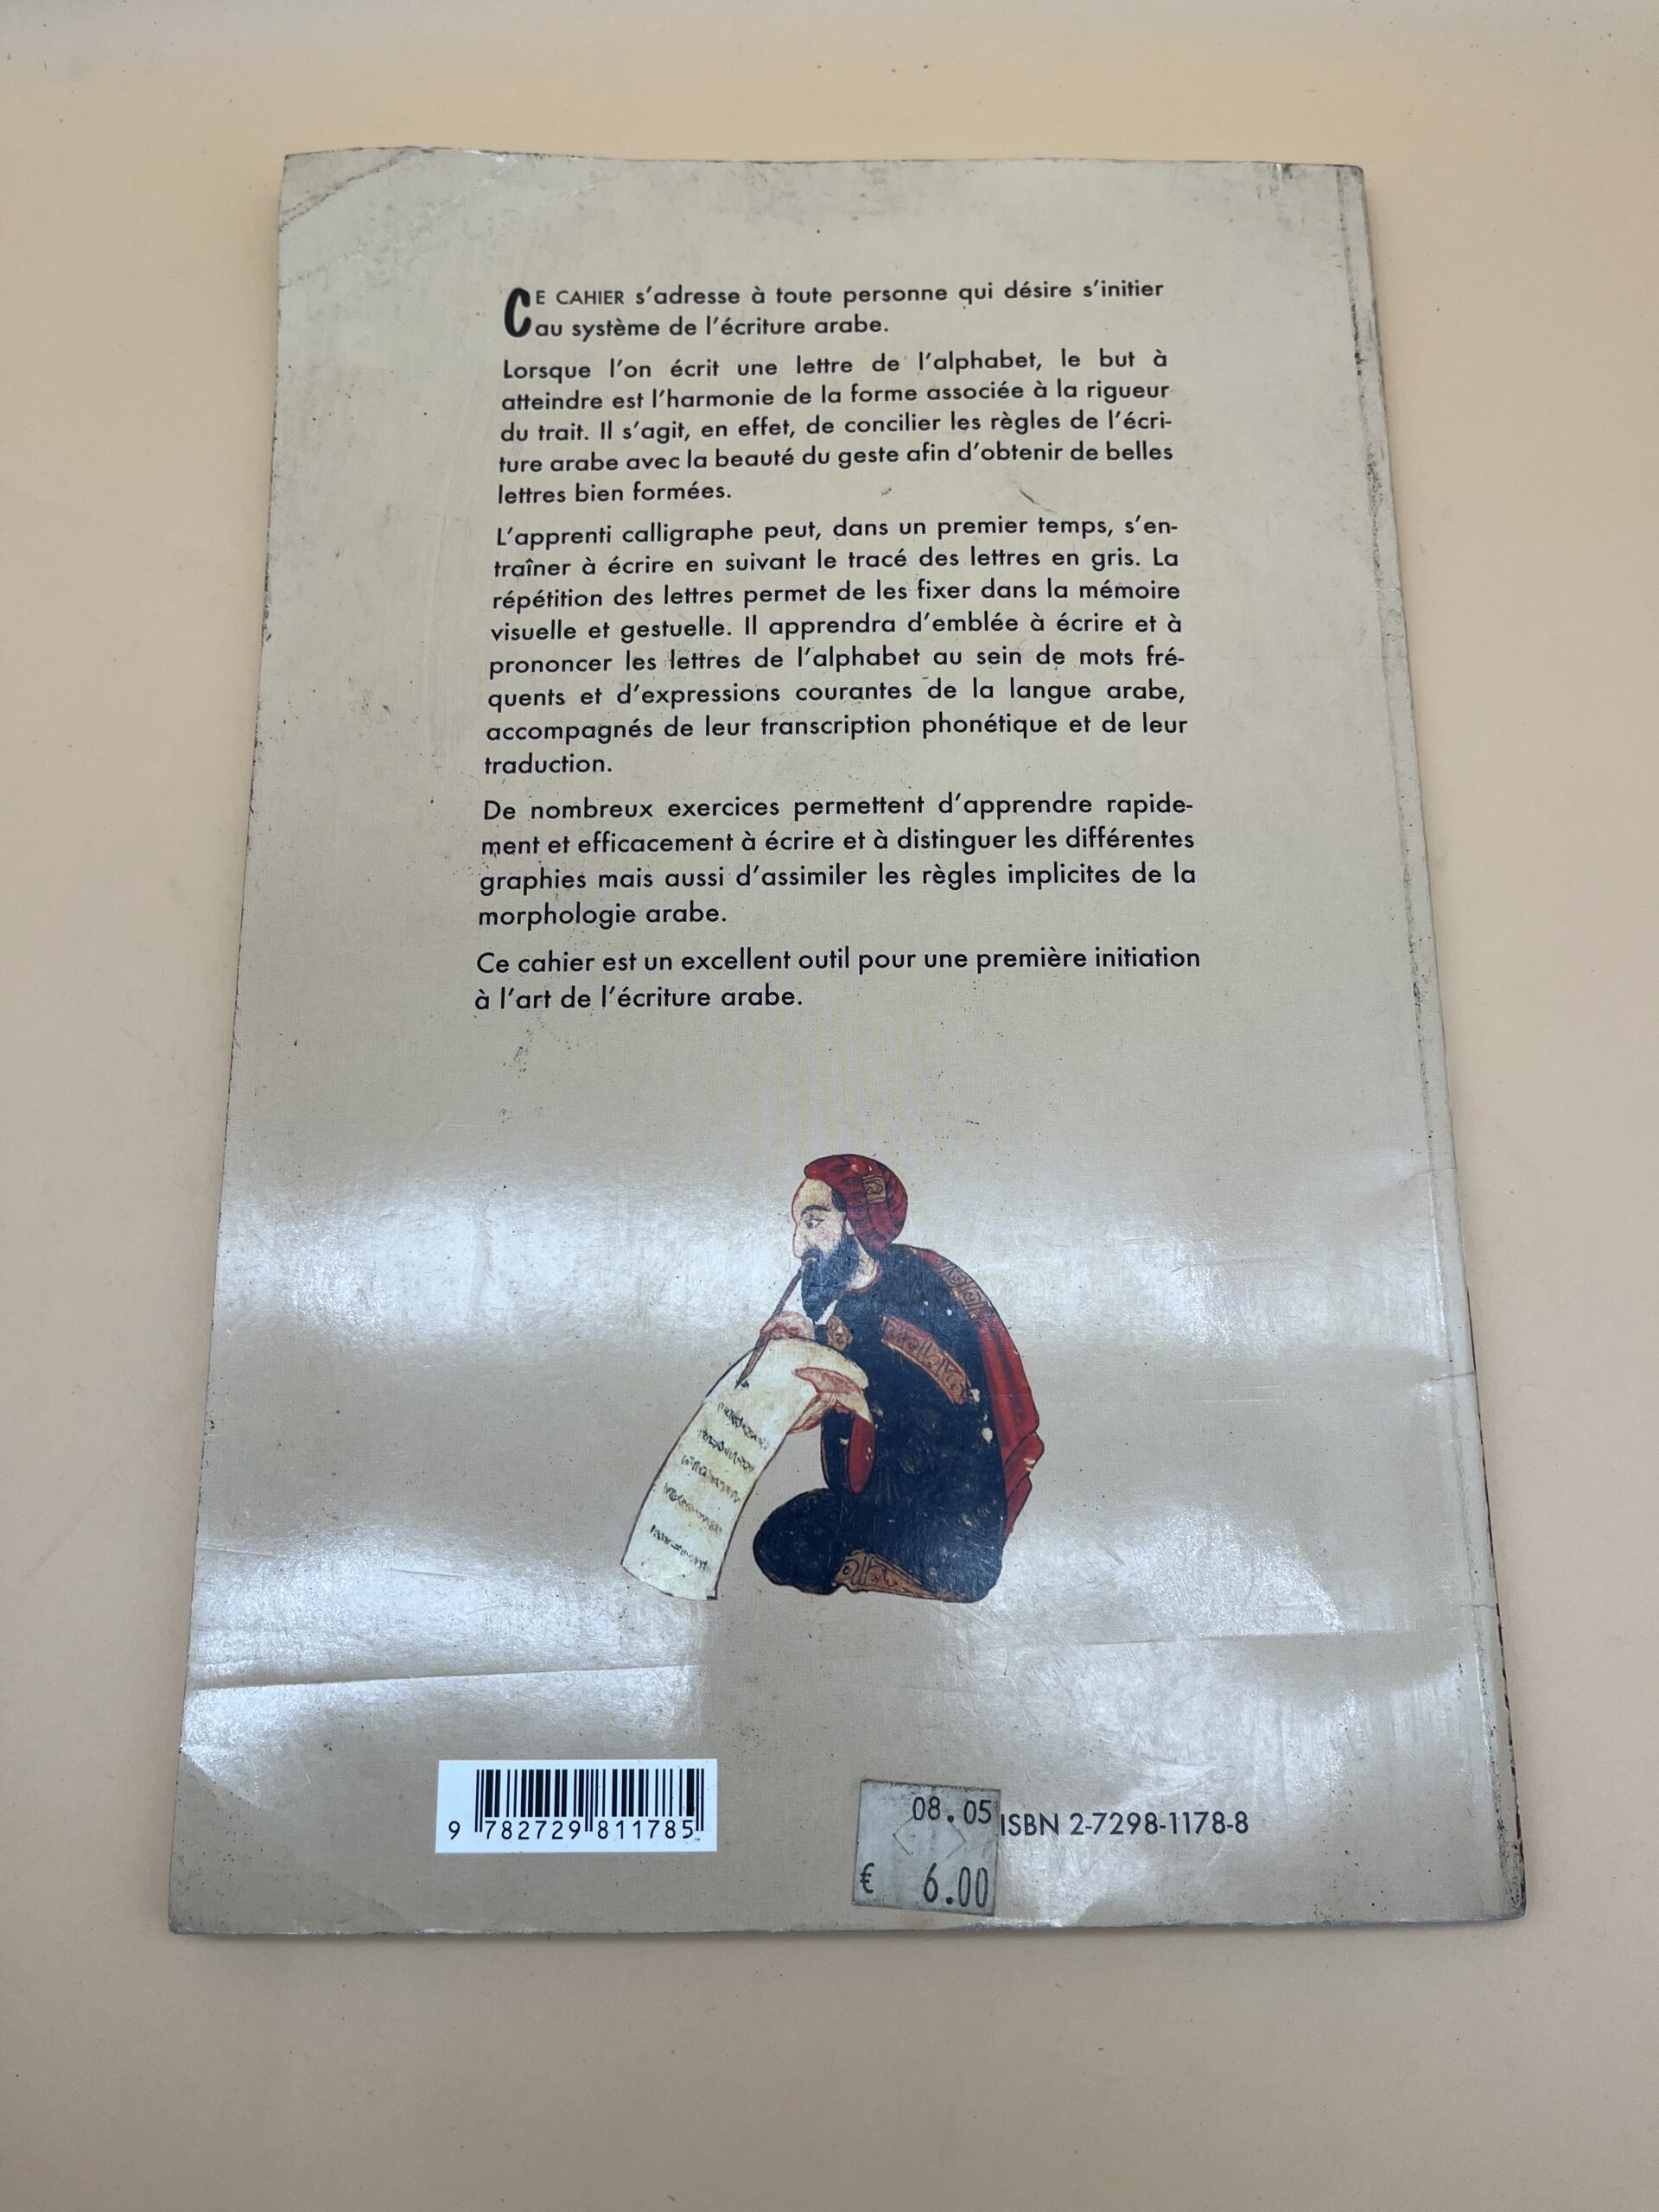 CE CAHIER s'adresse à toute personne qui désire s'initier
au système de l'écriture arabe.
Lorsque l'on écrit une lettre de l'alphabet, le but à
atteindre est l'harmonie de la forme associée à la rigueur
du trait. Il s'agit, en effet, de concilier les règles de l'écri-
ture arabe avec la beauté du geste afin d'obtenir de belles
lettres bien formées.
L'apprenti calligraphe peut, dans un premier temps, s'en-
traîner à écrire en suivant le tracé des lettres en gris. La
répétition des lettres permet de les fixer dans la mémoire
visuelle et gestuelle. Il apprendra d'emblée à écrire et à
prononcer les lettres de l'alphabet au sein de mots fré-
quents et d'expressions courantes de la langue arabe,
accompagnés de leur transcription phonétique et de leur
traduction.
De nombreux exercices permettent d'apprendre rapide-
ment et efficacement à écrire et à distinguer les différentes
graphies mais aussi d'assimiler les règles implicites de la
morphologie arabe.
Ce cahier est un excellent outil pour une première initiation
à l'art de l'écriture arabe.
9 782729 811785
08.05
€ 6.00
ISBN 2-7298-1178-8